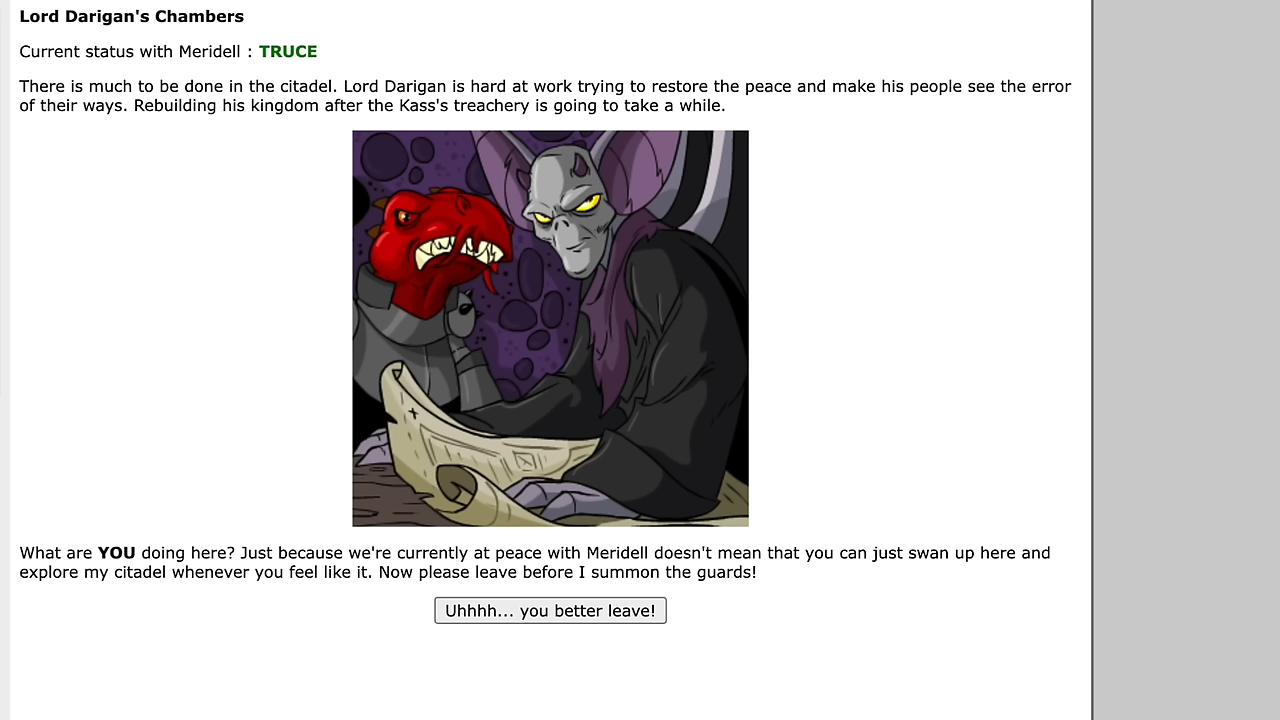 Lord Darigan's Chambers
Current status with Meridell : TRUCE
There is much to be done in the citadel. Lord Darigan is hard at work trying to restore the peace and make his people see the error
of their ways. Rebuilding his kingdom after the Kass's treachery is going to take a while.
What are YOU doing here? Just because we're currently at peace with Meridell doesn't mean that you can just swan up here and
explore my citadel whenever you feel like it. Now please leave before I summon the guards!
Uhhhh... you better leave!